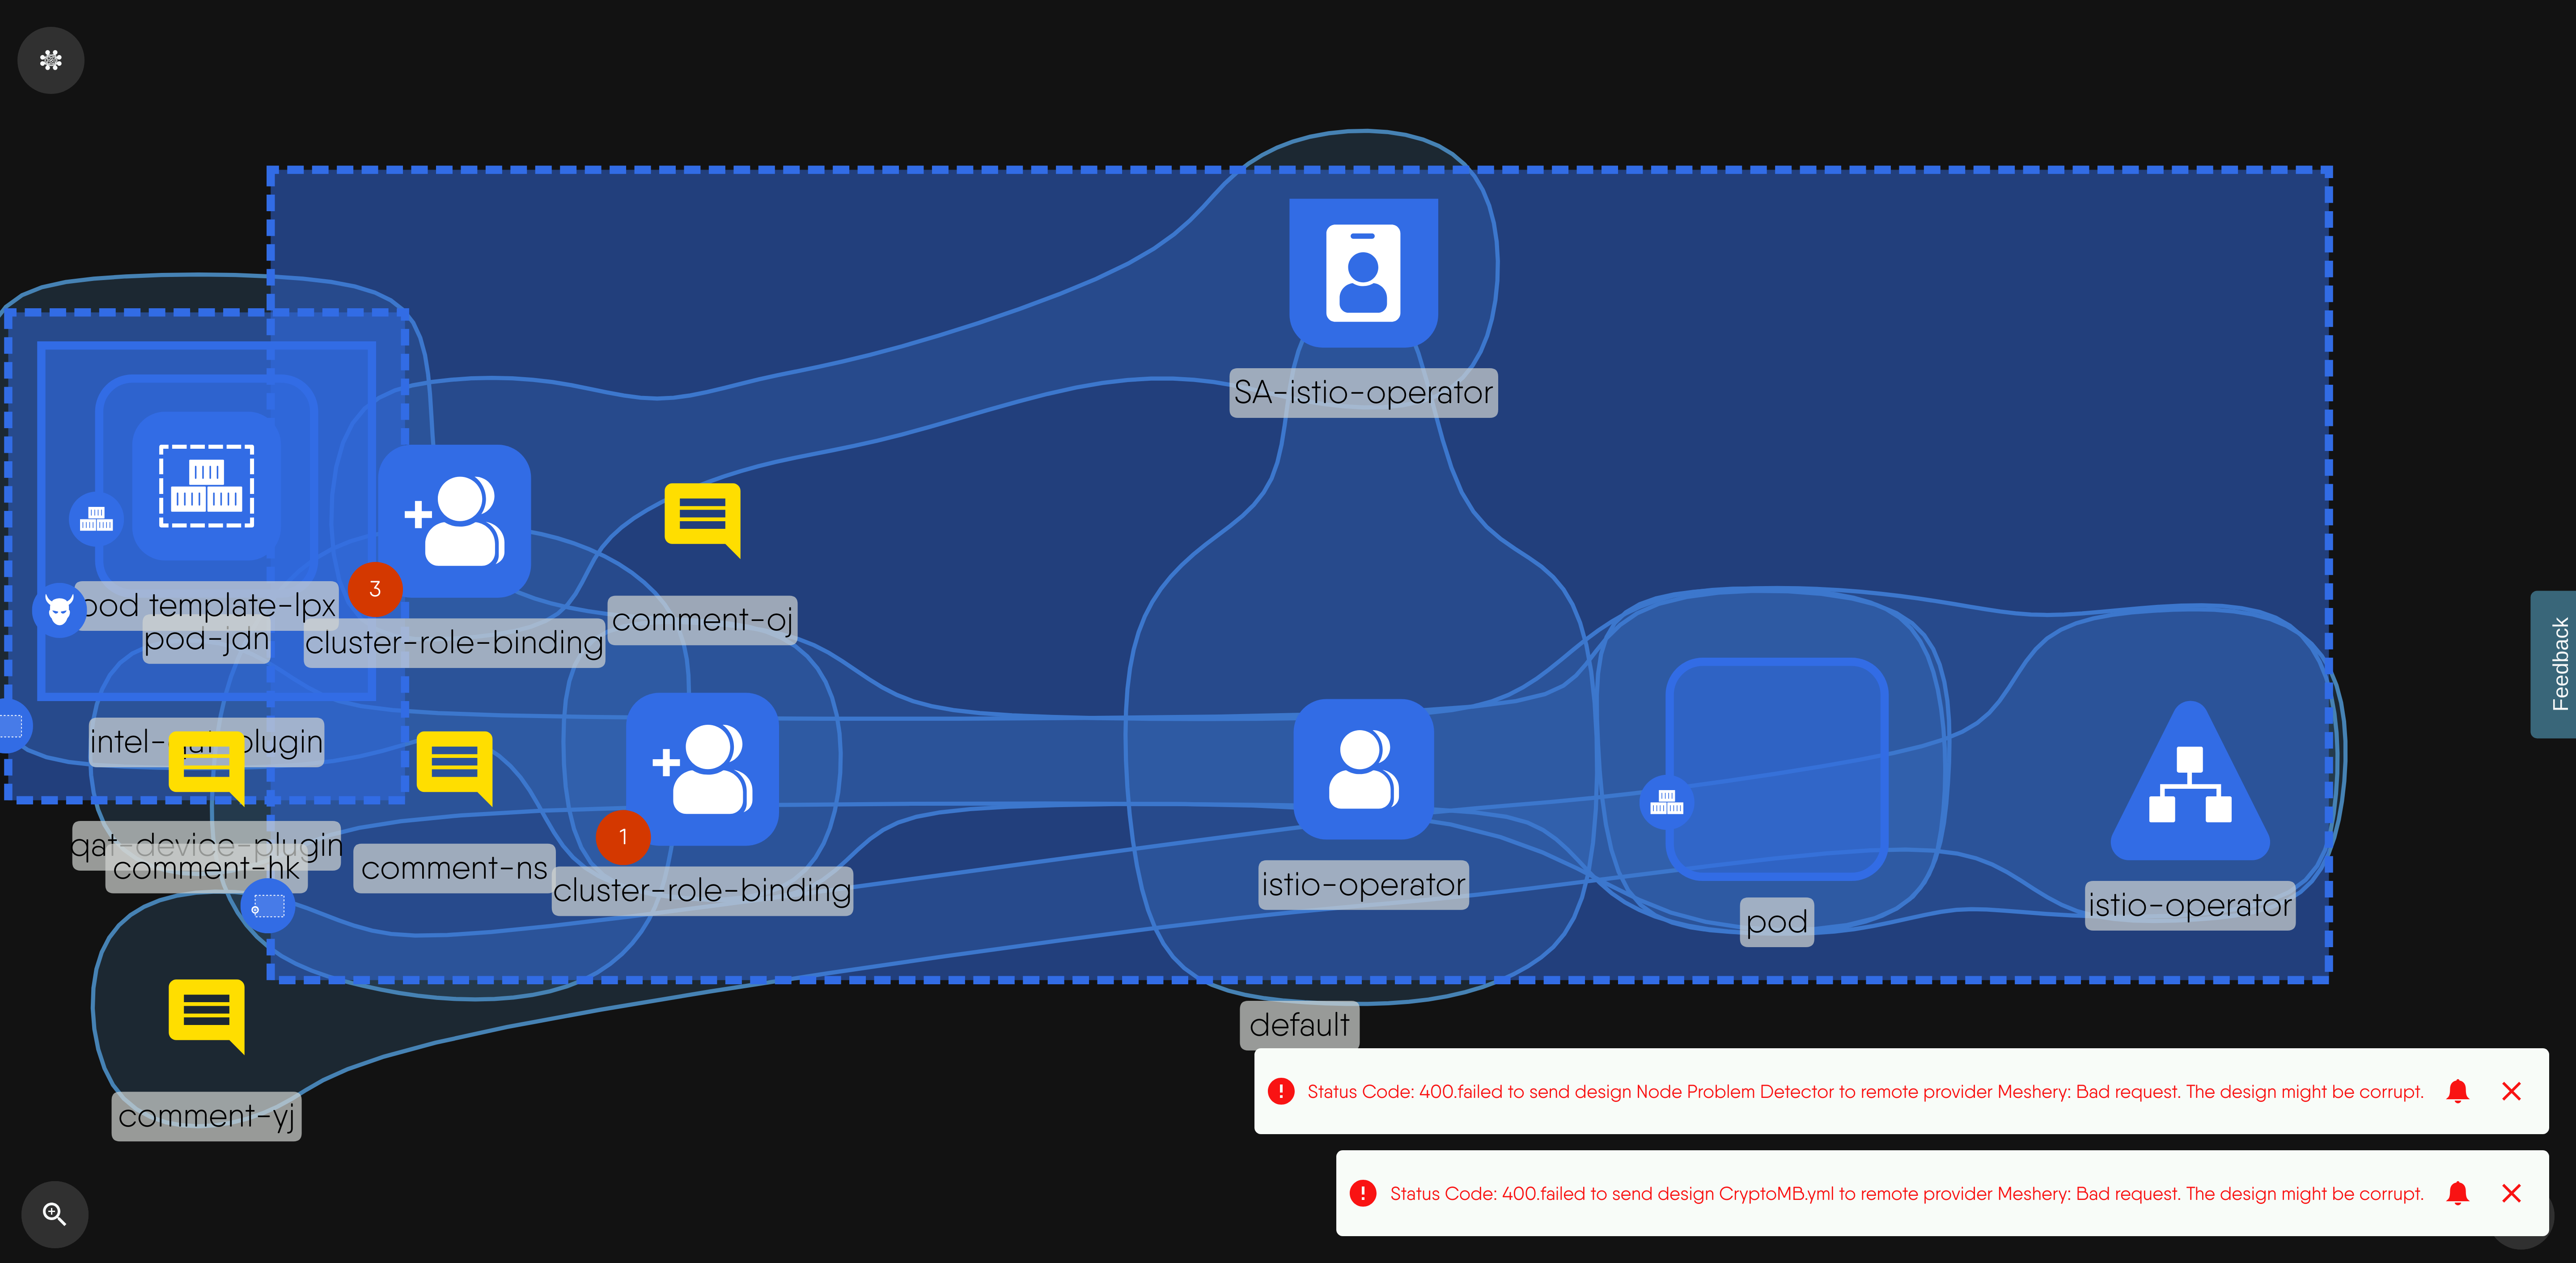 SA-istio-operator
pod template-lpx
pod-jdn
3
cluster-role-binding
comment-oj
intel-qat-plugin
qat-device-plugin
comment-hk
comment-ns
1
cluster-role-binding
istio-operator
pod
istio-operator
default
comment-yj
Feedback
Status Code: 400.failed to send design Node Problem Detector to remote provider Meshery: Bad request. The design might be corrupt.
Status Code: 400.failed to send design CryptoMB.yml to remote provider Meshery: Bad request. The design might be corrupt.